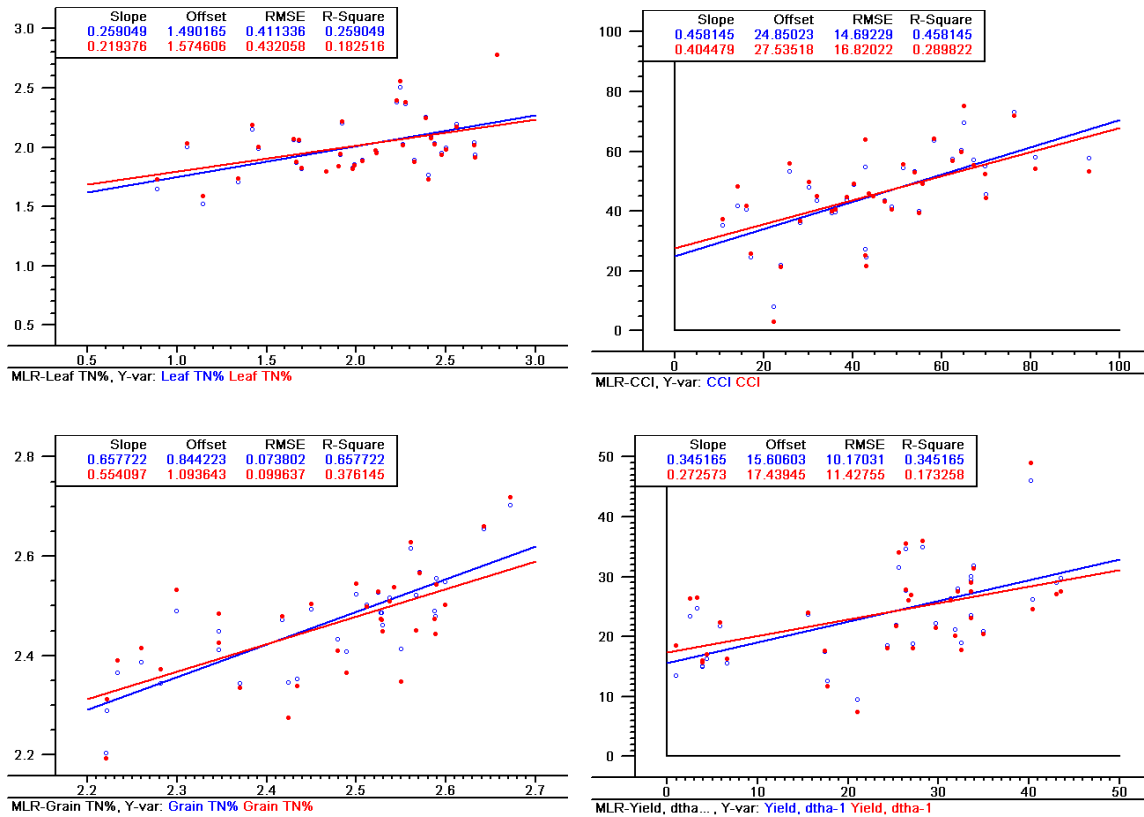 Slope Offset RMSE R-Square
0.259049 1.490165 0.411336 0.259049
0.219376 1.574606 0.432058 0.182516
3.0
2.5
2.0
1.5
1.0
0.5
0.5 1.0 1.5 2.0 2.5 3.0
MLR-Leaf TN%, Y-var: Leaf TN% Leaf TN%
Slope Offset RMSE R-Square
0.458145 24.85023 14.69229 0.458145
0.404479 27.53518 16.82022 0.289822
100
80
60
40
20
0
0 20 40 60 80 100
MLR-CCI, Y-var: CCI CCI
Slope Offset RMSE R-Square
0.657722 0.844223 0.073802 0.657722
0.554097 1.093643 0.099637 0.376145
2.8
2.6
2.4
2.2
2.2 2.3 2.4 2.5 2.6 2.7
MLR-Grain TN%, Y-var: Grain TN% Grain TN%
Slope Offset RMSE R-Square
0.345165 15.60603 10.17031 0.345165
0.272573 17.43945 11.42755 0.173258
50
40
30
20
10
0
0 10 20 30 40 50
MLR-Yield, dtha... , Y-var: Yield, dtha-1 Yield, dtha-1